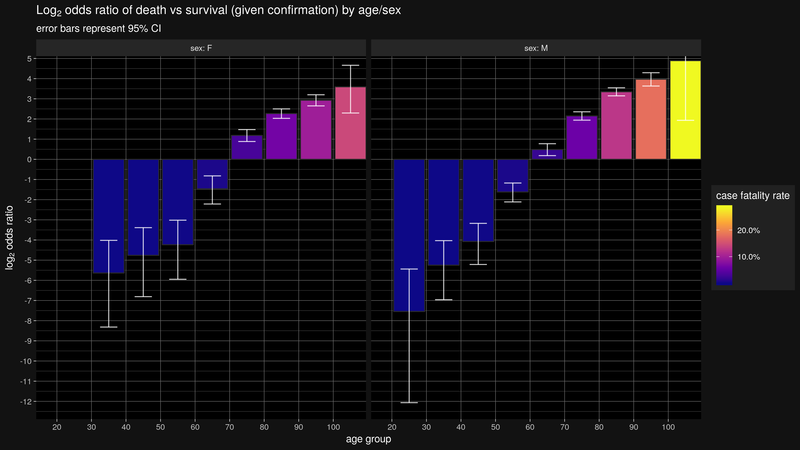 Log₂ odds ratio of death vs survival (given confirmation) by age/sex
error bars represent 95% CI
sex: F
sex: M
5
4
3
2
1
0
-1
-2
-3
-4
-5
-6
-7
-8
-9
-10
-11
-12
log₂ odds ratio
20 30 40 50 60 70 80 90 100
20 30 40 50 60 70 80 90 100
age group
case fatality rate
20.0%
10.0%